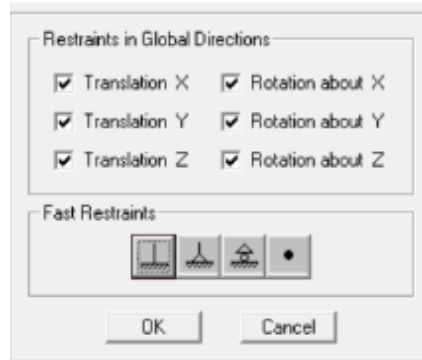 Restraints in Global Directions
Translation X Rotation about X
Translation Y Rotation about Y
Translation Z Rotation about Z
Fast Restraints
OK Cancel